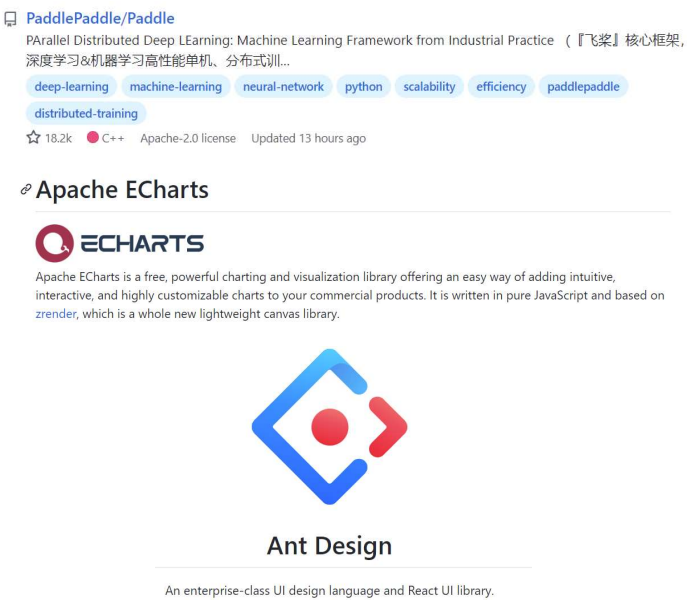 PaddlePaddle/Paddle
PArallel Distributed Deep LEarning: Machine Learning Framework from Industrial Practice （『飞桨』核心框架，
深度学习&机器学习高性能单机、分布式训...
deep-learning machine-learning neural-network python scalability efficiency paddlepaddle
distributed-training
18.2k C++ Apache-2.0 license Updated 13 hours ago
Apache ECharts
ECHARTS
Apache ECharts is a free, powerful charting and visualization library offering an easy way of adding intuitive,
interactive, and highly customizable charts to your commercial products. It is written in pure JavaScript and based on
zrender, which is a whole new lightweight canvas library.
Ant Design
An enterprise-class UI design language and React UI library.